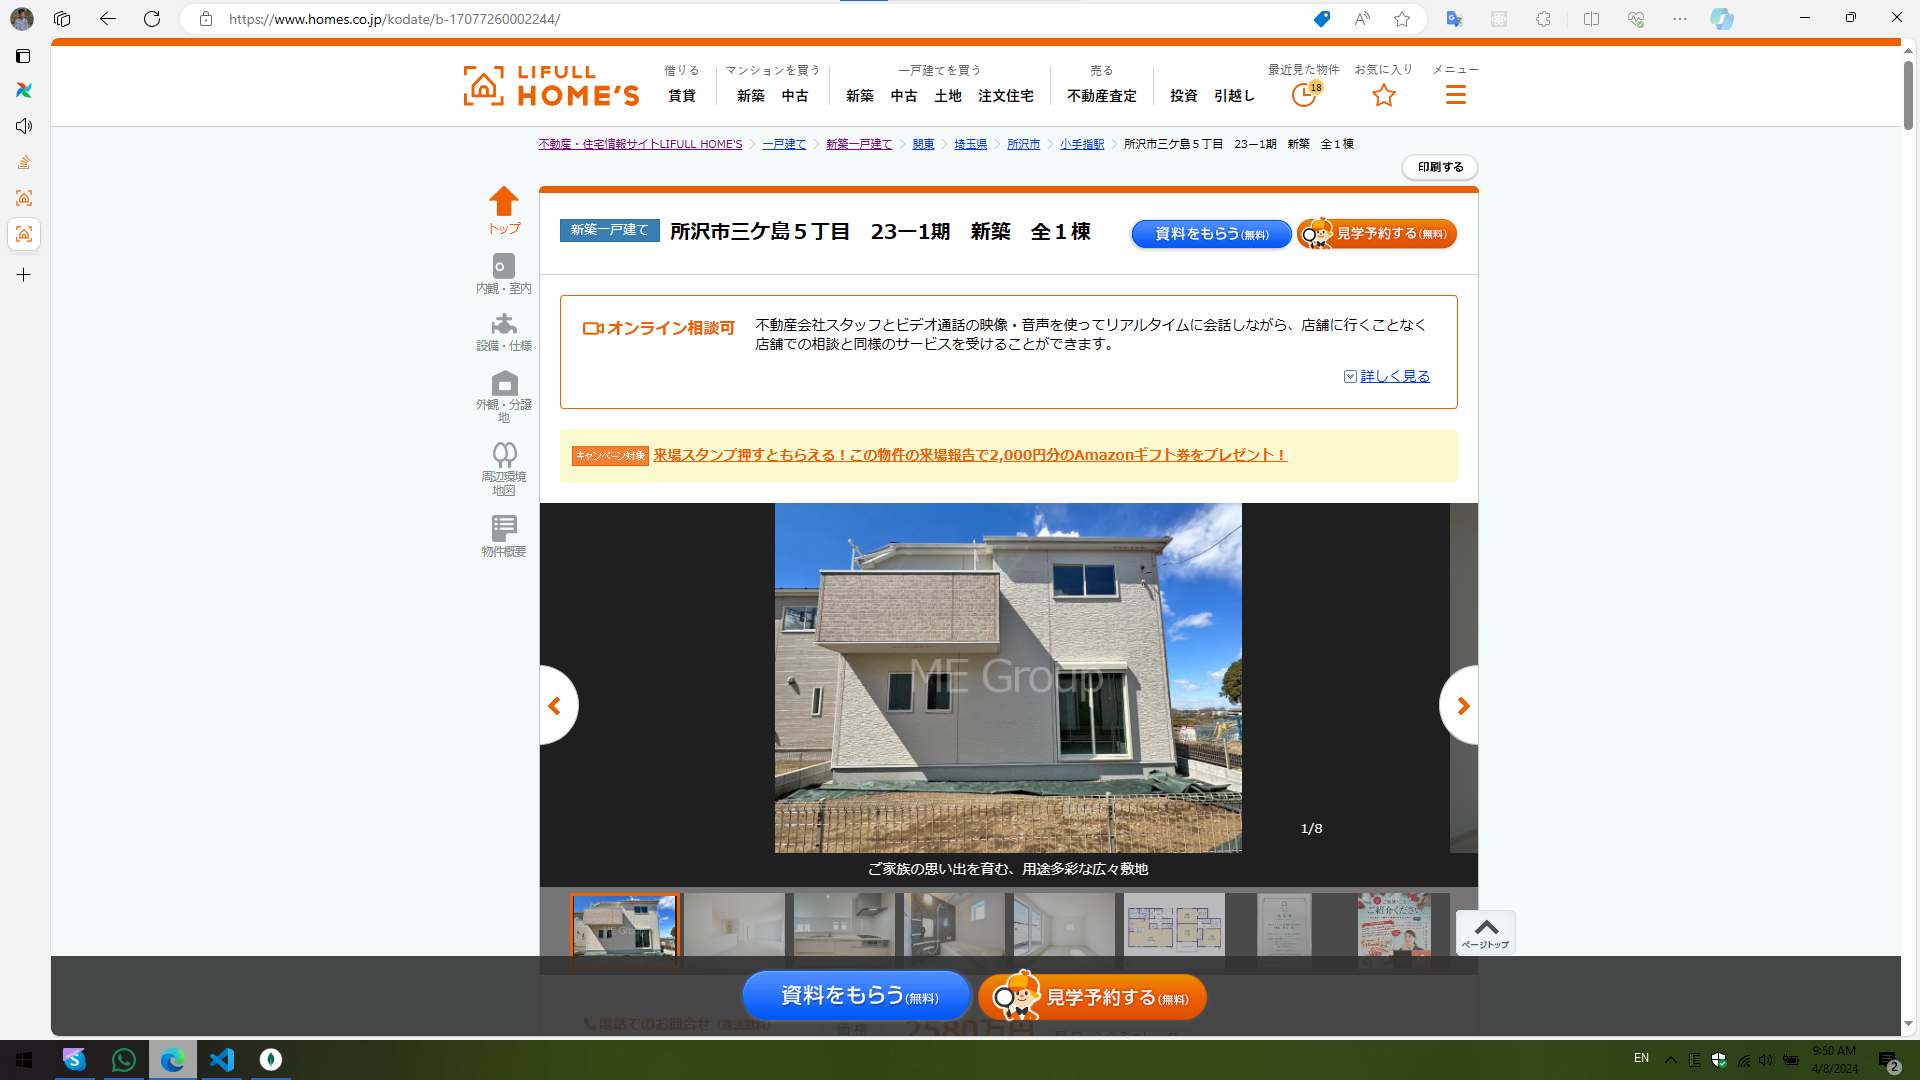 https://www.homes.co.jp/kodate/b-17077260002244/
LIFULL HOME'S
借りる
賃貸
マンションを買う
新築 中古
一戸建てを買う
新築 中古 土地 注文住宅
売る
不動産査定
投資 引越し
最近見た物件
18
お気に入り
メニュー
不動産・住宅情報サイトLIFULL HOME'S
一戸建て
新築一戸建て
関東
埼玉県
所沢市
小手指駅
所沢市三ケ島５丁目　23ー1期　新築　全１棟
印刷する
トップ
内観・室内
設備・仕様
外観・分譲
地
周辺環境
地図
物件概要
新築一戸建て
所沢市三ケ島５丁目　23ー1期　新築　全１棟
資料をもらう(無料)
見学予約する(無料)
オンライン相談可
不動産会社スタッフとビデオ通話の映像・音声を使ってリアルタイムに会話しながら、店舗に行くことなく
店舗での相談と同様のサービスを受けることができます。
詳しく見る
キャンペーン対象
来場スタンプ押すともらえる！この物件の来場報告で2,000円分のAmazonギフト券をプレゼント！
ME Group
1/8
ご家族の思い出を育む、用途多彩な広々敷地
ご紹介ください
ページトップ
資料をもらう(無料)
見学予約する(無料)
電話でのお問合せ
価格
2580万円
EN
9:50 AM
4/8/2024
2